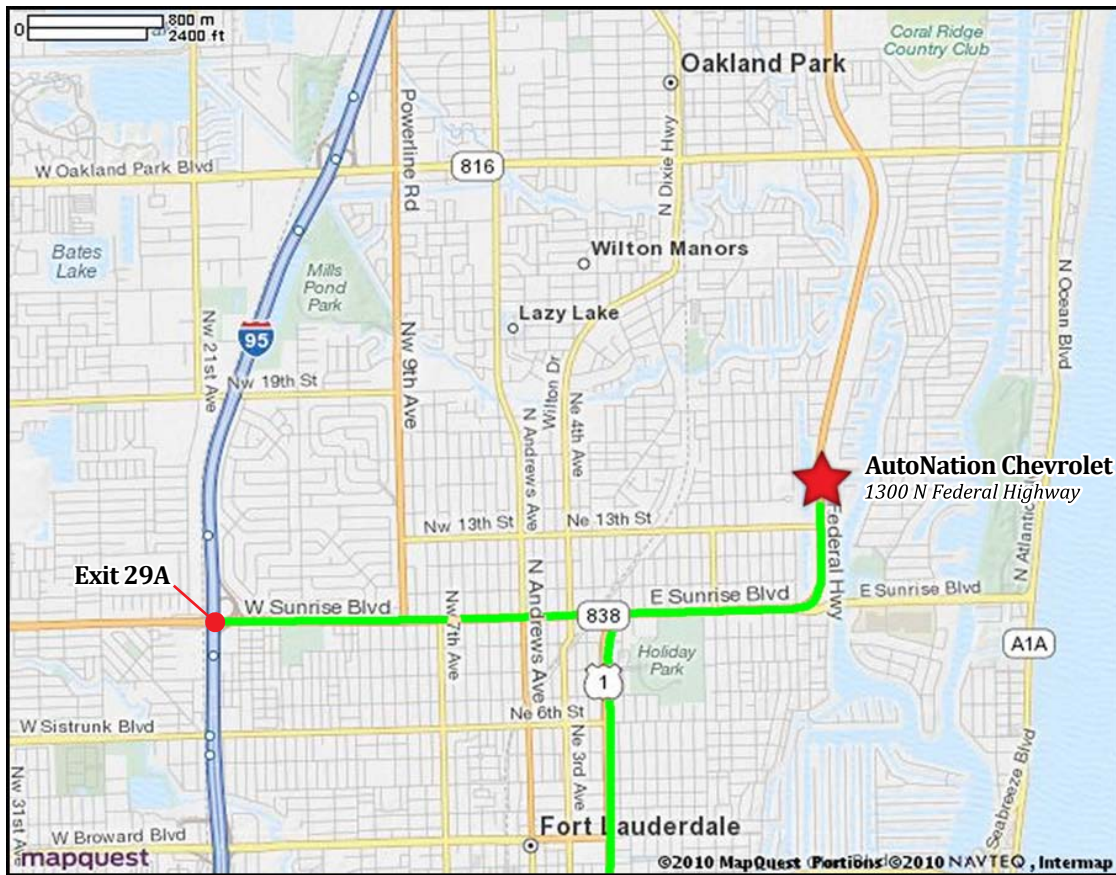 0
800 m
2400 ft
Coral Ridge
Country Club
Oakland Park
Powerline Rd
N Dixie Hwy
W Oakland Park Blvd
816
Wilton Manors
Bates
Lake
Mills
Pond
Park
N Ocean Blvd
Lazy Lake
Nw 21st Ave
95
Nw 9th Ave
Wilton Dr
Nw 19th St
Ne 4th Ave
N Andrews Ave
AutoNation Chevrolet
1300 N Federal Highway
Nw 13th St
Ne 13th St
Federal Hwy
N Atlantic
Exit 29A
W Sunrise Blvd
E Sunrise Blvd
E Sunrise Blvd
838
Nw 7th Ave
N Andrews Ave
Holiday
Park
A1A
1
Ne 6th St
W Sistrunk Blvd
Ne 3rd Ave
Nw 31st Ave
Seabreeze Blvd
W Broward Blvd
Fort Lauderdale
mapquest
©2010 MapQuest Portions ©2010 NAVTEQ, Intermap